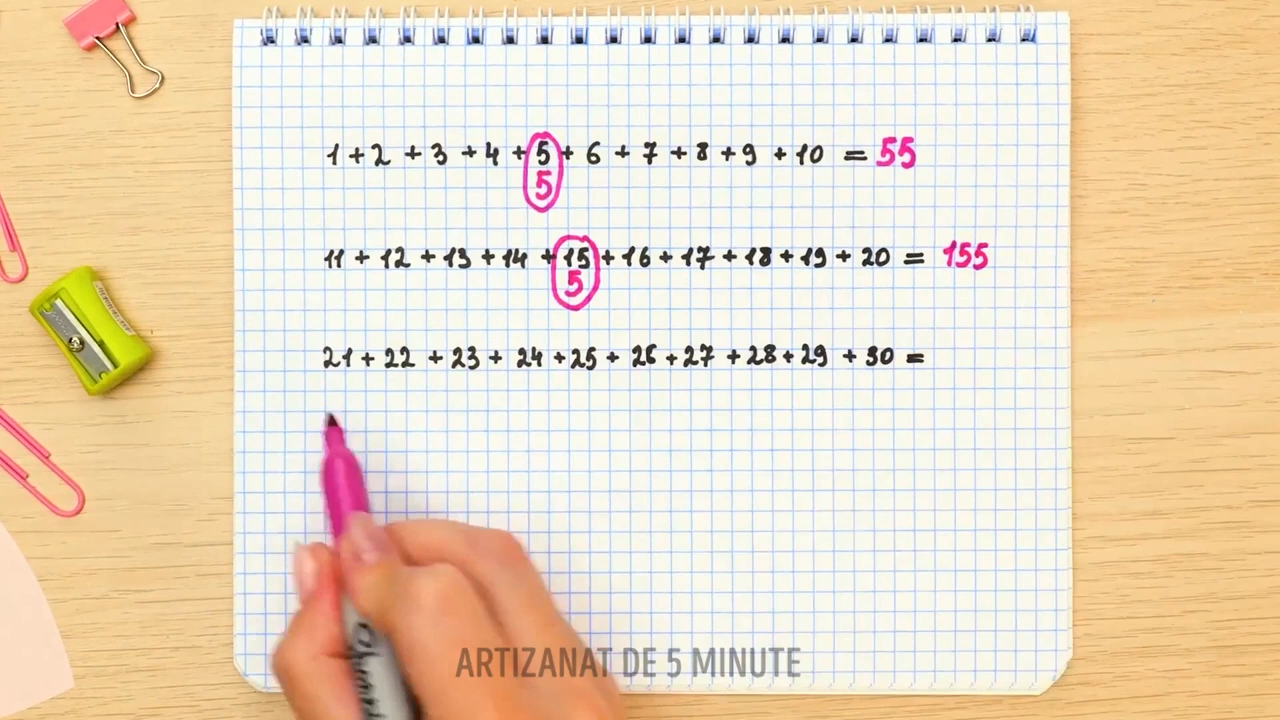 1 + 2 + 3 + 4 + 5 + 6 + 7 + 8 + 9 + 10 = 55
5
11 + 12 + 13 + 14 + 15 + 16 + 17 + 18 + 19 + 20 = 155
5
21 + 22 + 23 + 24 + 25 + 26 + 27 + 28 + 29 + 30 =
ARTIZANAT DE 5 MINUTE